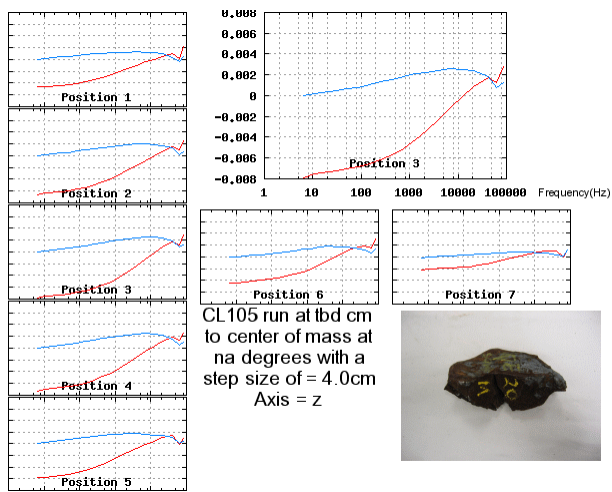 Position 1
Position 2
Position 3
Position 4
Position 5
0.008
0.006
0.004
0.002
0
-0.002
-0.004
-0.006
-0.008
Position 3
1 10 100 1000 10000 100000 Frequency(Hz)
Position 6
Position 7
CL105 run at tbd cm
to center of mass at
na degrees with a
step size of = 4.0cm
Axis = z